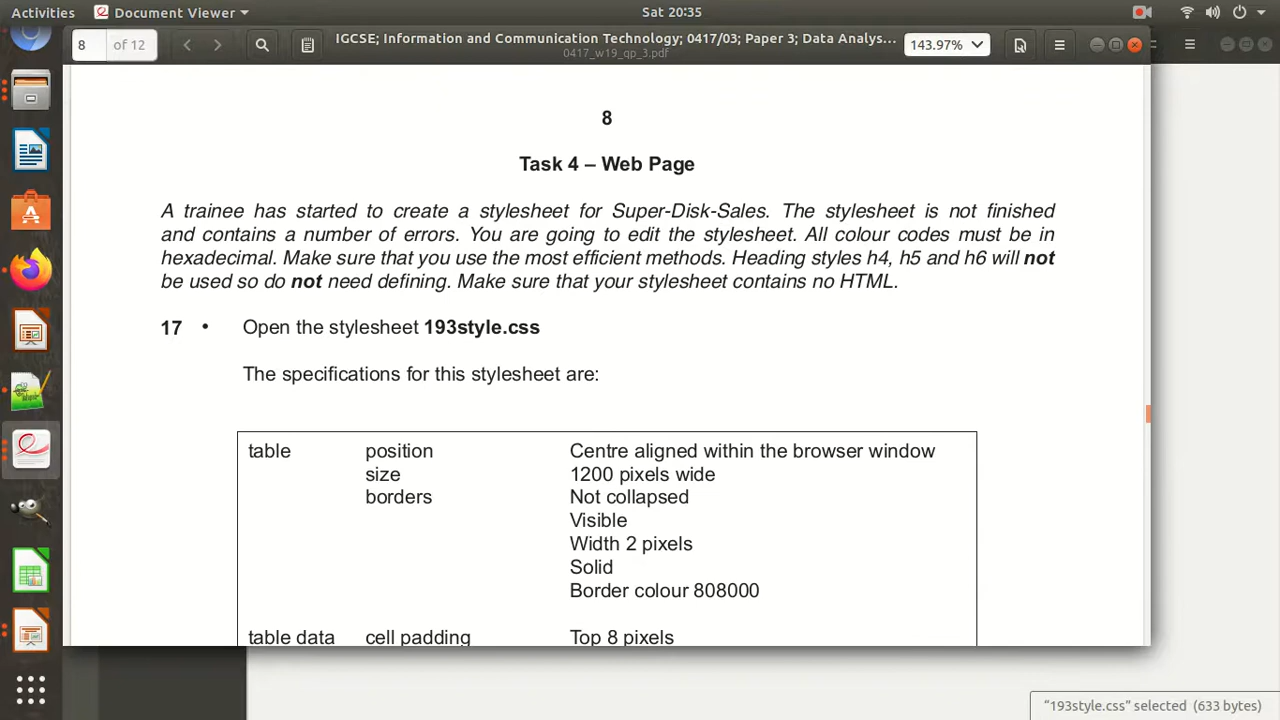 Activities Document Viewer Sat 20:35
8 of 12 IGCSE; Information and Communication Technology; 0417/03; Paper 3; Data Analys... 143.97%
0417_w19_qp_3.pdf
8
Task 4 – Web Page
A trainee has started to create a stylesheet for Super-Disk-Sales. The stylesheet is not finished
and contains a number of errors. You are going to edit the stylesheet. All colour codes must be in
hexadecimal. Make sure that you use the most efficient methods. Heading styles h4, h5 and h6 will not
be used so do not need defining. Make sure that your stylesheet contains no HTML.
17 • Open the stylesheet 193style.css
The specifications for this stylesheet are:
table position Centre aligned within the browser window
size 1200 pixels wide
borders Not collapsed
Visible
Width 2 pixels
Solid
Border colour 808000
table data cell padding Top 8 pixels
“193style.css” selected (633 bytes)